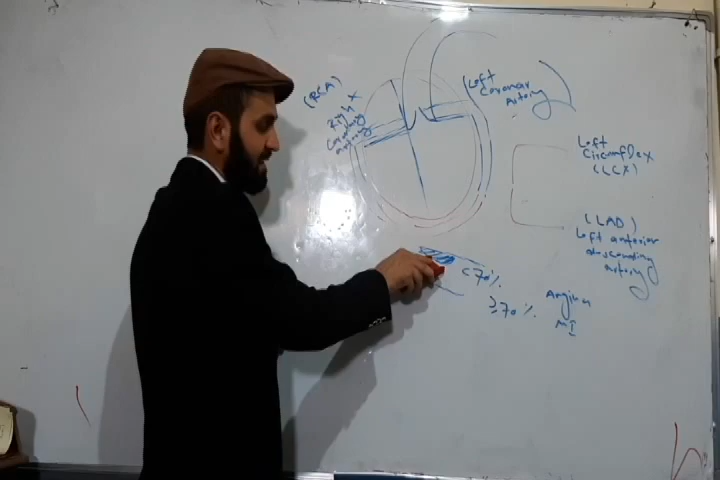 (RCA)
Right
Coronary
Artery
(Left
Coronary
Artery)
Left
Circumflex
(LCX)
(LAD)
Left anterior
descending
Artery
<70%
≥70% Angina
MI